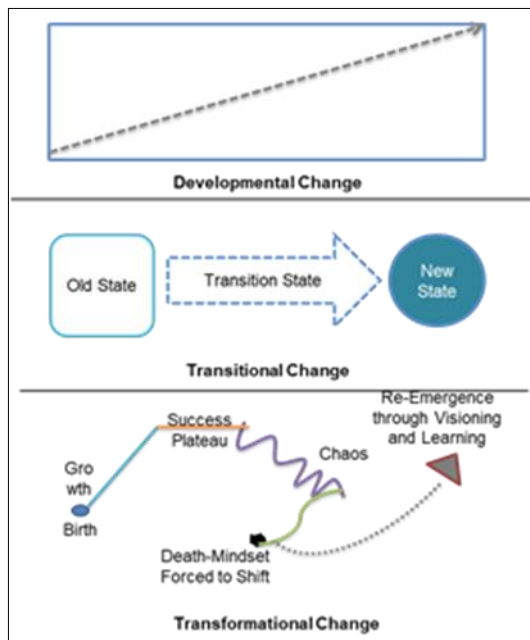 Developmental Change
Old State
Transition State
New
State
Transitional Change
Re-Emergence
through Visioning
and Learning
Success
Plateau
Chaos
Gro
wth
Birth
Death-Mindset
Forced to Shift
Transformational Change